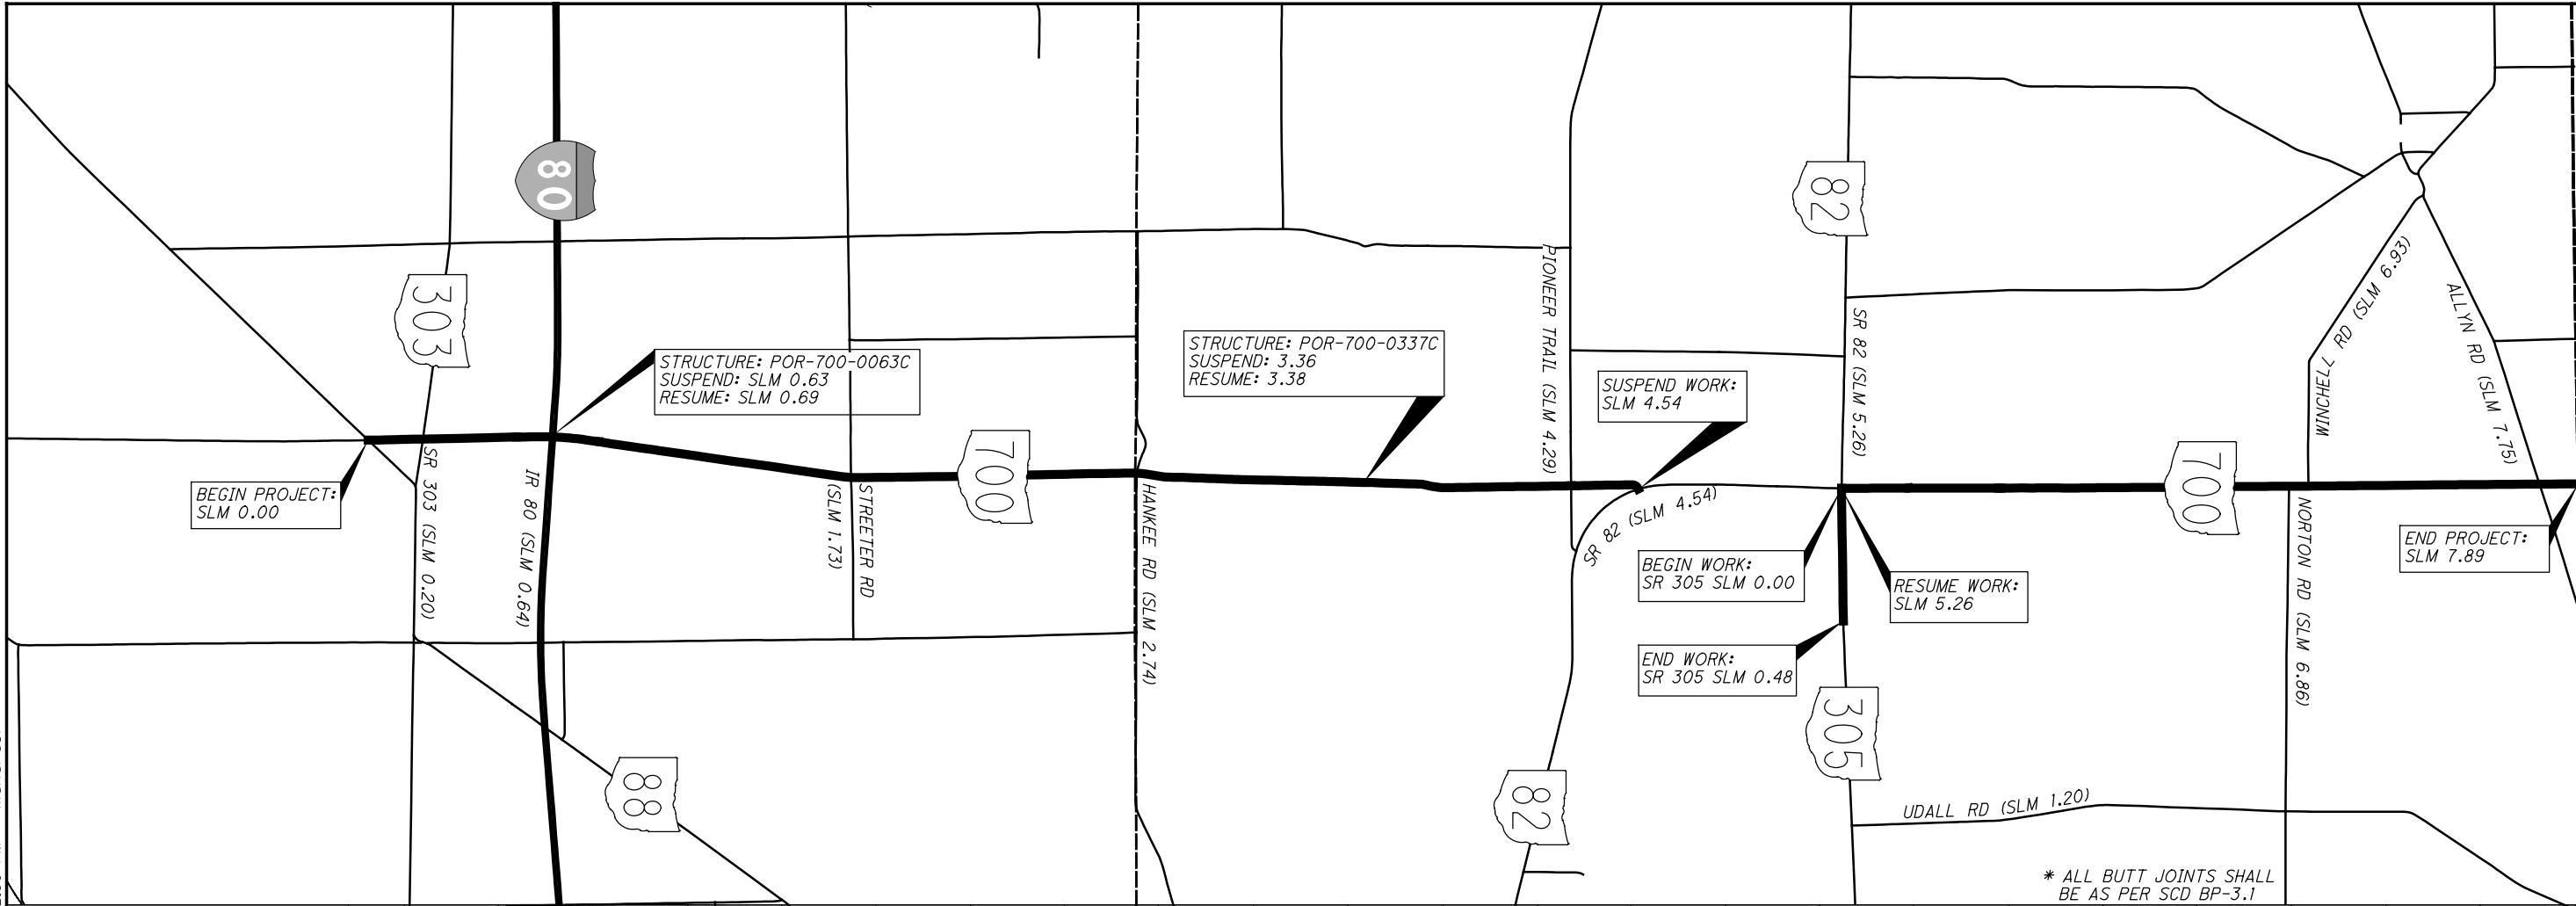 80
303
82
STRUCTURE: POR-700-0063C
SUSPEND: SLM 0.63
RESUME: SLM 0.69
STRUCTURE: POR-700-0337C
SUSPEND: 3.36
RESUME: 3.38
PIONEER TRAIL (SLM 4.29)
SUSPEND WORK:
SLM 4.54
SR 82 (SLM 5.26)
WINCHELL RD (SLM 6.93)
ALLYN RD (SLM 7.75)
BEGIN PROJECT:
SLM 0.00
SR 303 (SLM 0.20)
IR 80 (SLM 0.64)
STREETER RD
(SLM 1.73)
700
HANKEE RD (SLM 2.74)
SR 82 (SLM 4.54)
BEGIN WORK:
SR 305 SLM 0.00
RESUME WORK:
SLM 5.26
700
NORTON RD (SLM 6.86)
END PROJECT:
SLM 7.89
END WORK:
SR 305 SLM 0.48
88
82
305
UDALL RD (SLM 1.20)
* ALL BUTT JOINTS SHALL
BE AS PER SCD BP-3.1